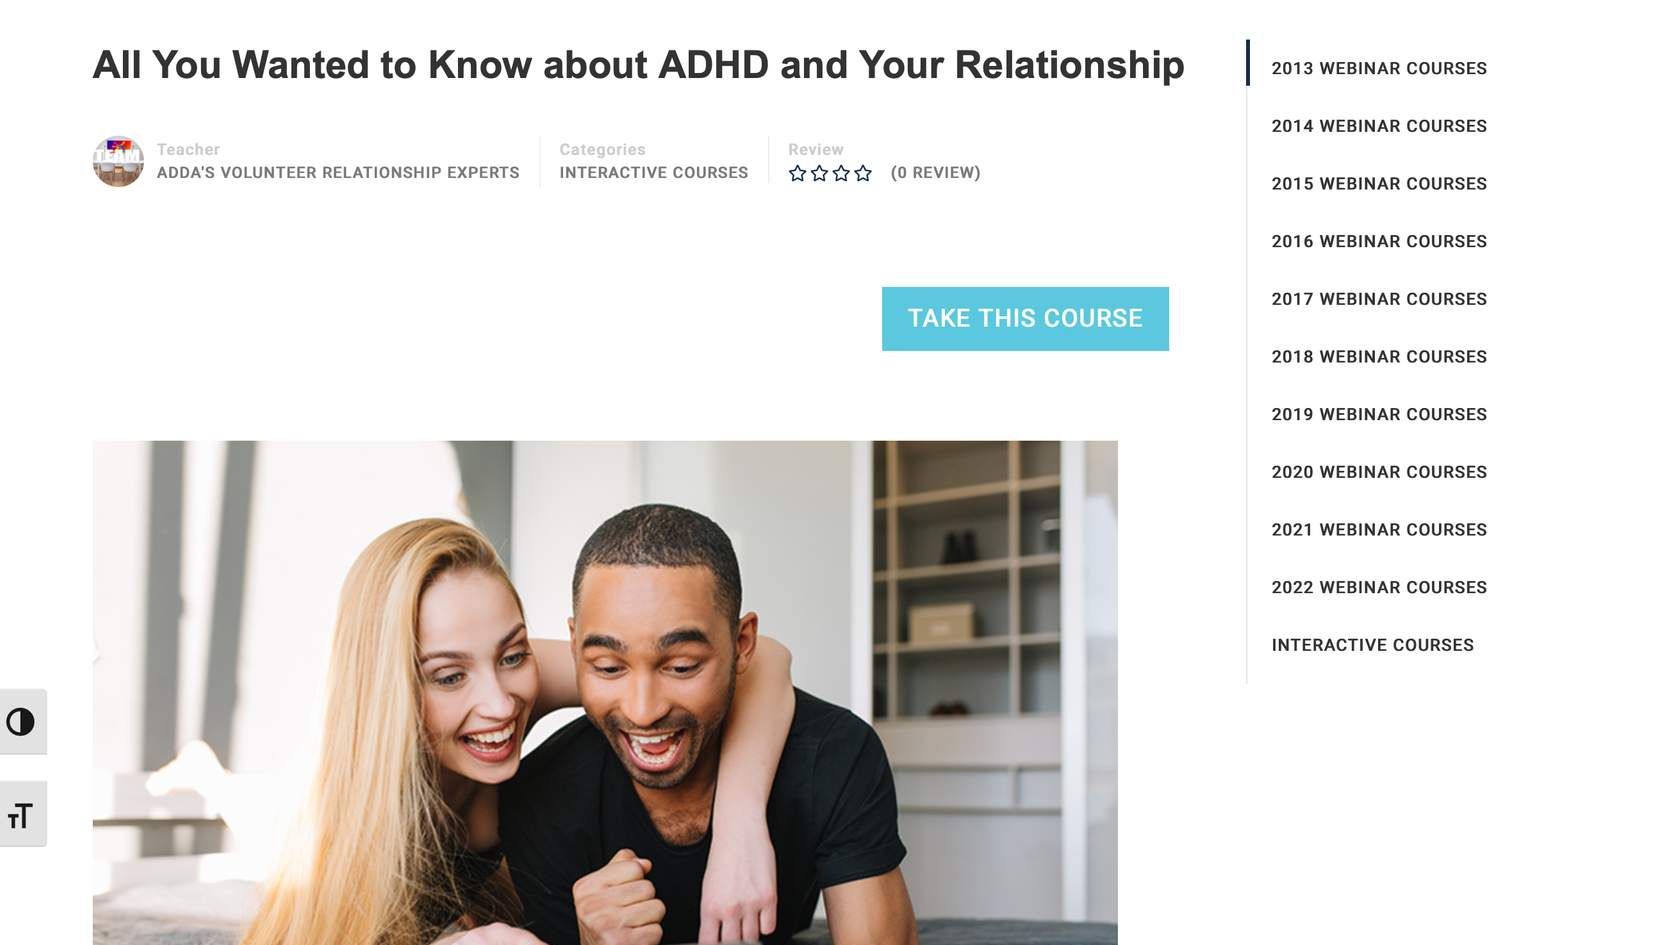 All You Wanted to Know about ADHD and Your Relationship
TEAM
Teacher
ADDA'S VOLUNTEER RELATIONSHIP EXPERTS
Categories
INTERACTIVE COURSES
Review
(0 REVIEW)
TAKE THIS COURSE
2013 WEBINAR COURSES
2014 WEBINAR COURSES
2015 WEBINAR COURSES
2016 WEBINAR COURSES
2017 WEBINAR COURSES
2018 WEBINAR COURSES
2019 WEBINAR COURSES
2020 WEBINAR COURSES
2021 WEBINAR COURSES
2022 WEBINAR COURSES
INTERACTIVE COURSES
TT